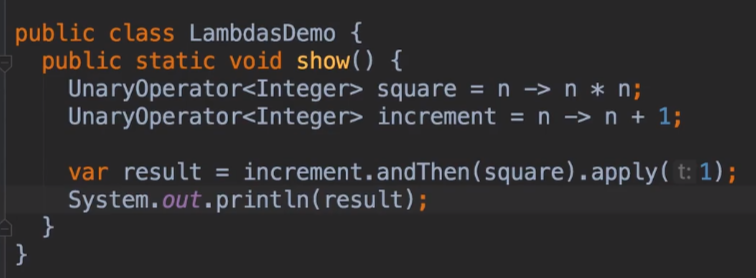 public class LambdasDemo {
public static void show() {
UnaryOperator<Integer> square = n -> n * n;
UnaryOperator<Integer> increment = n -> n + 1;
var result = increment.andThen(square).apply( t: 1);
System.out.println(result);
}
}